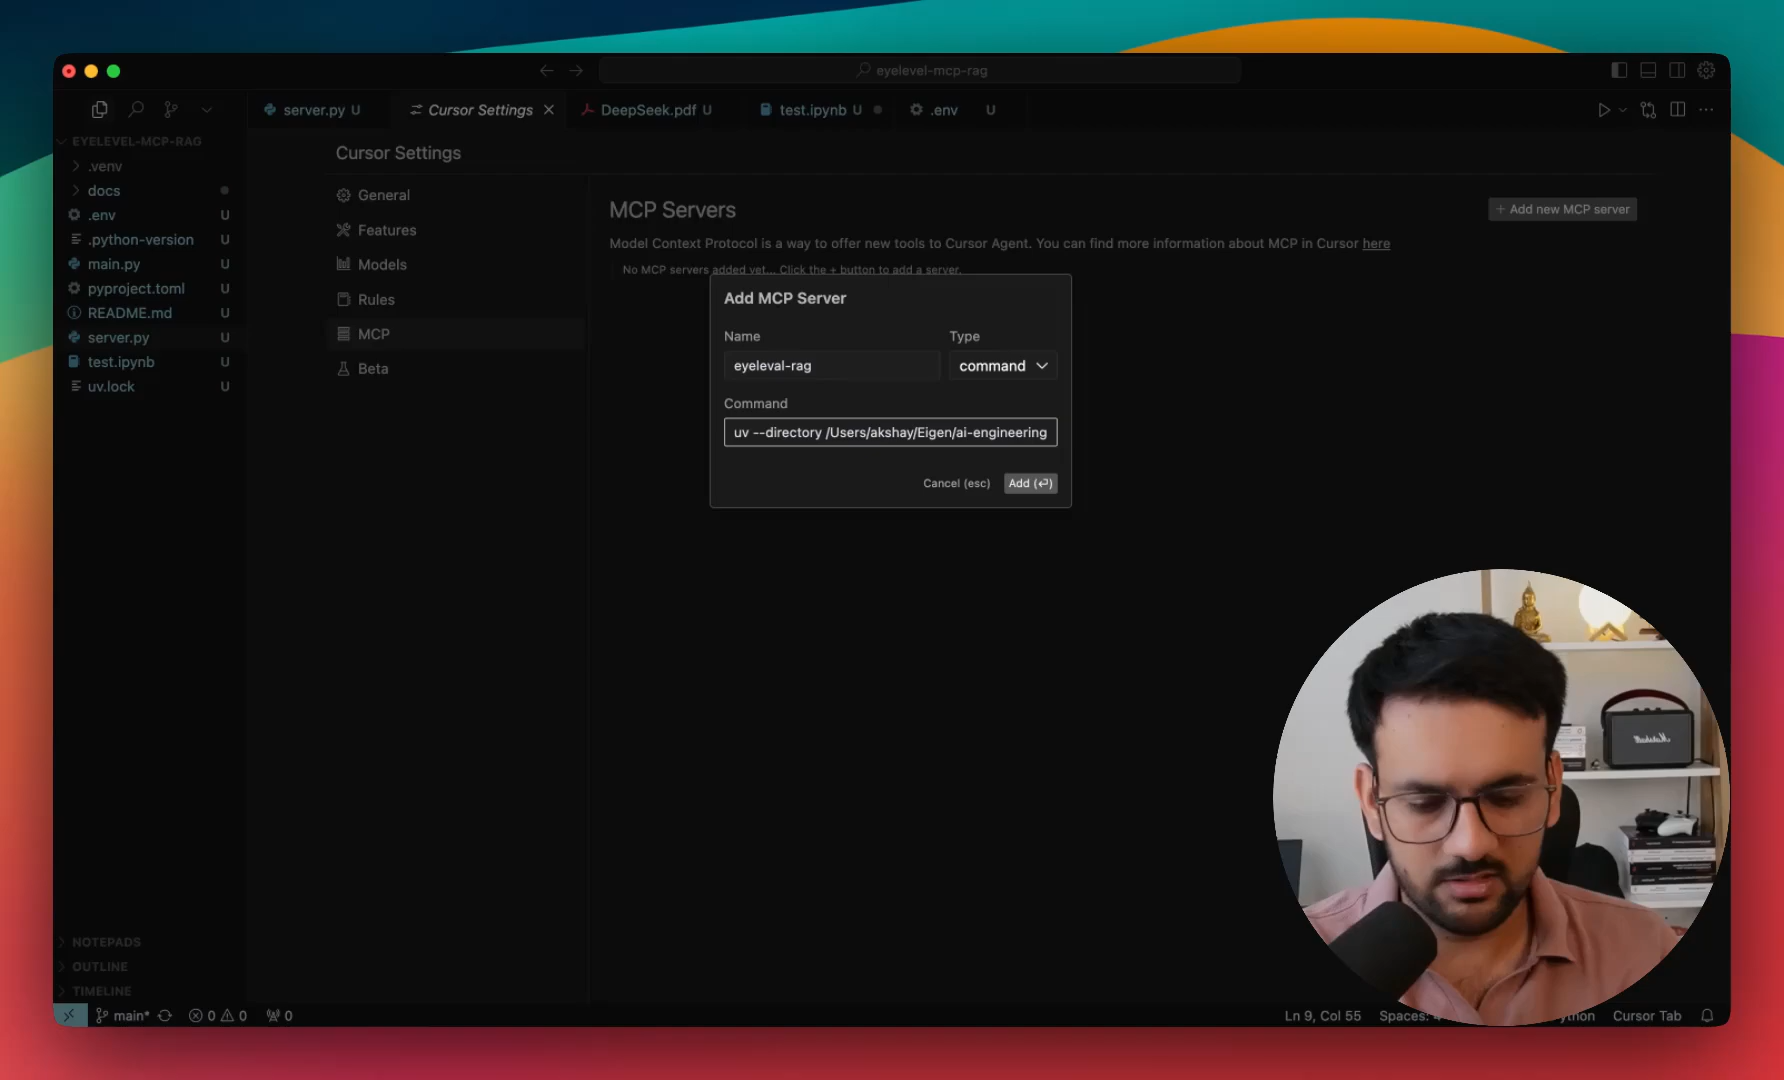 eyelevel-mcp-rag
server.py U
Cursor Settings
DeepSeek.pdf U
test.ipynb U
.env U
EYELEVEL-MCP-RAG
.venv
docs
.env U
.python-version U
main.py U
pyproject.toml U
README.md U
server.py U
test.ipynb U
uv.lock U
NOTEPADS
OUTLINE
TIMELINE
Cursor Settings
General
Features
Models
Rules
MCP
Beta
MCP Servers
+ Add new MCP server
Model Context Protocol is a way to offer new tools to Cursor Agent. You can find more information about MCP in Cursor here
No MCP servers added yet... Click the + button to add a server.
Add MCP Server
Name
Type
eyeleval-rag
command
Command
uv --directory /Users/akshay/Eigen/ai-engineering
Cancel (esc)
Add (⏎)
Marshall
main*
0
0
0
Ln 9, Col 55
Spaces:
ython
Cursor Tab